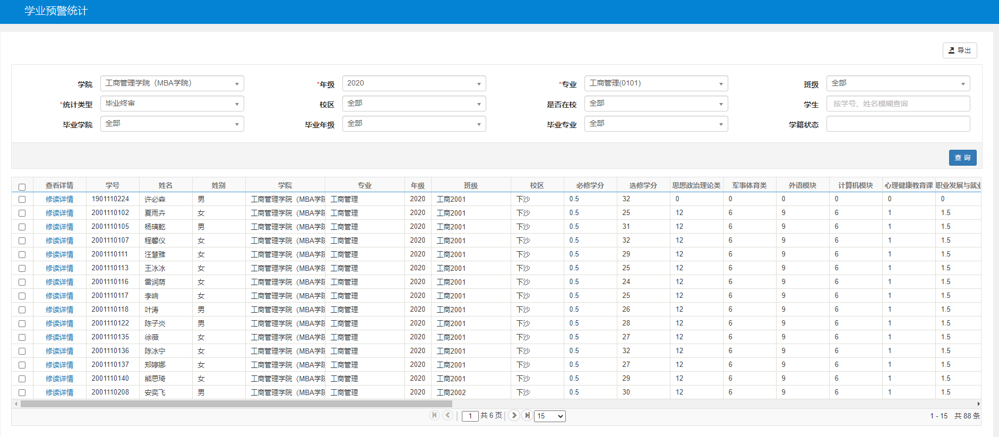 学业预警统计
导出
学院 工商管理学院（MBA学院） *年级 2020 *专业 工商管理(0101) 班级 全部
*统计类型 毕业终审 校区 全部 是否在校 全部 学生 按学号、姓名模糊查询
毕业学院 全部 毕业年级 全部 毕业专业 全部 学籍状态
查 询
查看详情 学号 姓名 性别 学院 专业 年级 班级 校区 必修学分 选修学分 思想政治理论类 军事体育类 外语模块 计算机模块 心理健康教育课 职业发展与就业
修读详情 1901110224 许必森 男 工商管理学院（MBA学院 工商管理 2020 工商2001 下沙 0.5 32 0 0 0 0 0 0
修读详情 2001110102 夏雨卉 女 工商管理学院（MBA学院 工商管理 2020 工商2001 下沙 0.5 25 12 6 9 6 1 1.5
修读详情 2001110105 杨璃乾 男 工商管理学院（MBA学院 工商管理 2020 工商2001 下沙 0.5 31 12 6 9 6 1 1.5
修读详情 2001110107 程馨仪 女 工商管理学院（MBA学院 工商管理 2020 工商2001 下沙 0.5 32 12 6 9 6 1 1.5
修读详情 2001110111 汪慧雅 女 工商管理学院（MBA学院 工商管理 2020 工商2001 下沙 0.5 29 12 6 9 6 1 1.5
修读详情 2001110113 王冰冰 女 工商管理学院（MBA学院 工商管理 2020 工商2001 下沙 0.5 25 12 6 9 6 1 1.5
修读详情 2001110116 雷润荫 女 工商管理学院（MBA学院 工商管理 2020 工商2001 下沙 0.5 24 12 6 9 6 1 1.5
修读详情 2001110117 李响 女 工商管理学院（MBA学院 工商管理 2020 工商2001 下沙 0.5 25 12 6 9 6 1 1.5
修读详情 2001110118 叶涛 男 工商管理学院（MBA学院 工商管理 2020 工商2001 下沙 0.5 26 12 6 9 6 1 1.5
修读详情 2001110122 陈子炎 男 工商管理学院（MBA学院 工商管理 2020 工商2001 下沙 0.5 28 12 6 9 6 1 1.5
修读详情 2001110135 徐薇 女 工商管理学院（MBA学院 工商管理 2020 工商2001 下沙 0.5 27 12 6 9 6 1 1.5
修读详情 2001110136 陈冰宁 女 工商管理学院（MBA学院 工商管理 2020 工商2001 下沙 0.5 32 12 6 9 6 1 1.5
修读详情 2001110137 郑婷娜 女 工商管理学院（MBA学院 工商管理 2020 工商2001 下沙 0.5 27 12 6 9 6 1 1.5
修读详情 2001110140 熊思琦 女 工商管理学院（MBA学院 工商管理 2020 工商2001 下沙 0.5 29 12 6 9 6 1 1.5
修读详情 2001110208 安奕飞 男 工商管理学院（MBA学院 工商管理 2020 工商2002 下沙 0.5 30 12 6 9 6 1 1.5
1 共 6 页 15 1 - 15 共 88 条